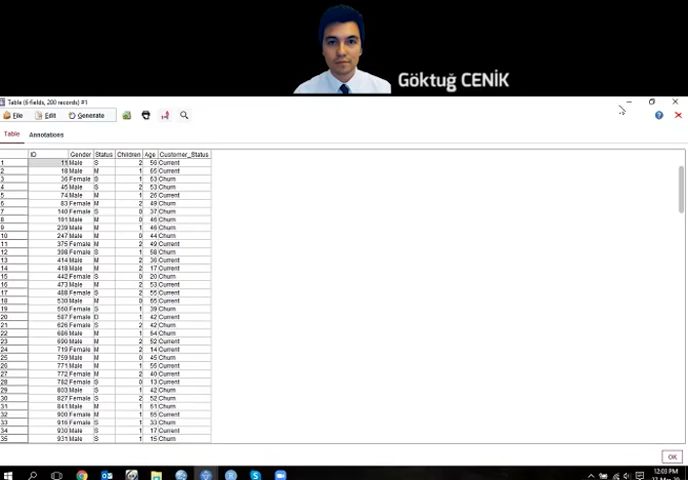 Göktuğ CENİK
Table (6 fields, 200 records) #1
File Edit Generate
Table Annotations
ID Gender Status Children Age Customer_Status
1 11 Male S 2 56 Current
2 18 Male M 1 65 Current
3 36 Female S 1 53 Churn
4 45 Male S 2 53 Churn
5 74 Male M 1 26 Current
6 83 Female M 2 49 Churn
7 140 Female S 0 37 Churn
8 181 Male M 0 46 Churn
9 239 Male M 1 46 Churn
10 247 Male M 0 44 Churn
11 375 Female M 2 49 Current
12 398 Female S 1 58 Churn
13 414 Male M 2 30 Current
14 418 Male M 2 17 Current
15 442 Female S 0 20 Churn
16 473 Male M 2 53 Current
17 488 Female S 2 55 Current
18 530 Male M 0 65 Current
19 550 Female S 1 39 Churn
20 587 Female D 1 42 Current
21 626 Female S 2 42 Churn
22 686 Male M 1 54 Churn
23 690 Male M 2 52 Current
24 719 Male M 2 14 Current
25 759 Male M 0 45 Churn
26 771 Male M 1 55 Current
27 772 Female M 2 40 Current
28 782 Female S 0 13 Churn
29 803 Male S 1 42 Churn
30 827 Female S 2 52 Churn
31 841 Male M 1 51 Churn
32 900 Female M 1 65 Current
33 916 Female S 1 33 Churn
34 930 Female S 1 17 Current
35 931 Male S 1 15 Churn
OK
12:03 PM